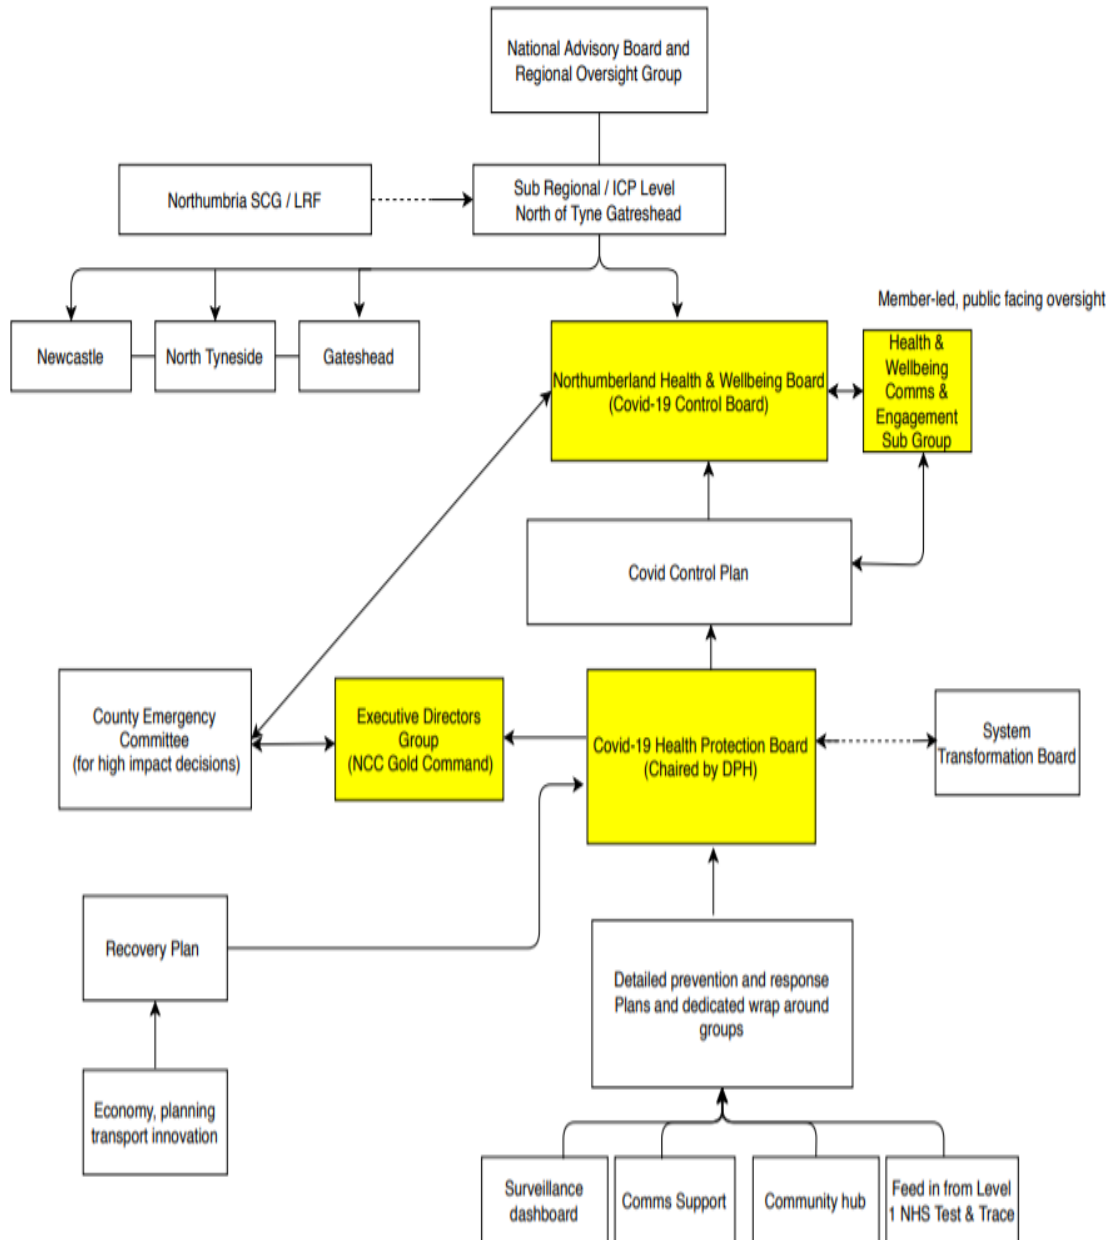 National Advisory Board and
Regional Oversight Group
Northumbria SCG / LRF
Sub Regional / ICP Level
North of Tyne Gatreshead
Member-led, public facing oversight
Newcastle
North Tyneside
Gateshead
Northumberland Health & Wellbeing Board
(Covid-19 Control Board)
Health &
Wellbeing
Comms &
Engagement
Sub Group
Covid Control Plan
County Emergency
Committee
(for high impact decisions)
Executive Directors
Group
(NCC Gold Command)
Covid-19 Health Protection Board
(Chaired by DPH)
System
Transformation Board
Recovery Plan
Detailed prevention and response
Plans and dedicated wrap around
groups
Economy, planning
transport innovation
Surveillance
dashboard
Comms Support
Community hub
Feed in from Level
1 NHS Test & Trace